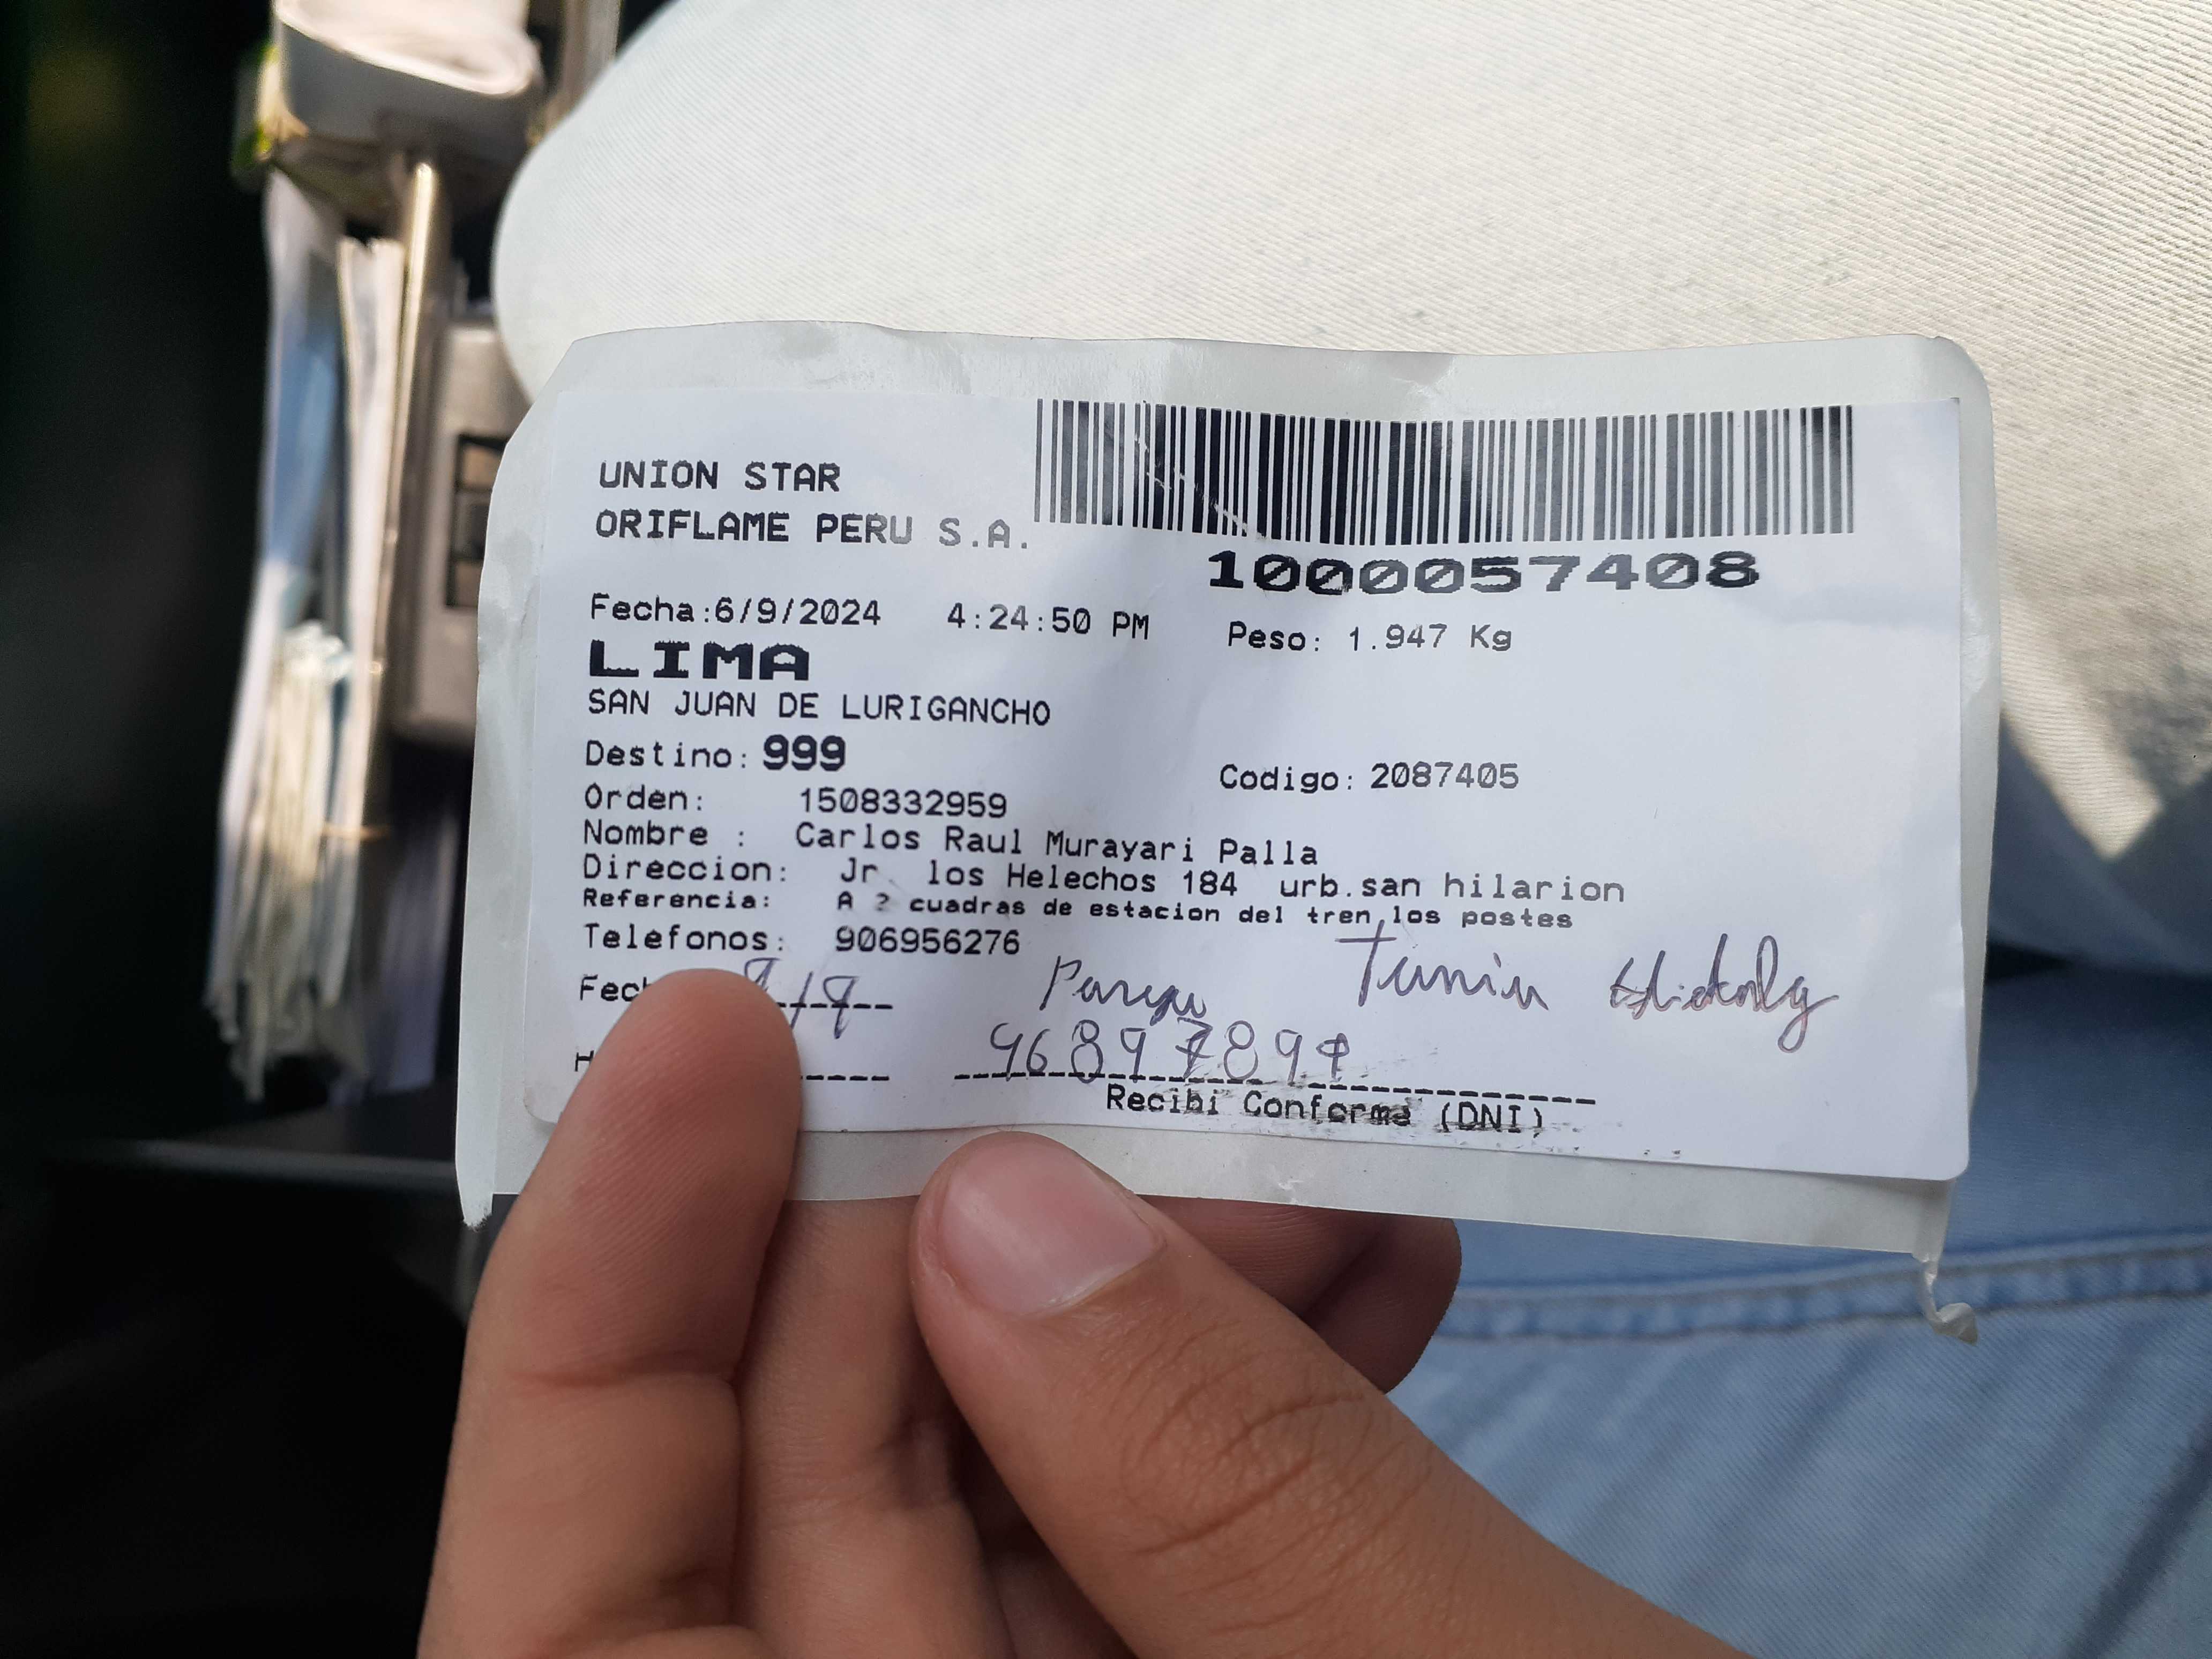 UNION STAR
ORIFLAME PERU S.A.
1000057408
Fecha:6/9/2024 4:24:50 PM
Peso: 1.947 Kg
LIMA
SAN JUAN DE LURIGANCHO
Destino: 999
Codigo: 2087405
Orden: 1508332959
Nombre : Carlos Raul Murayari Palla
Direccion: Jr. los Helechos 184 urb.san hilarion
Referencia: A 2 cuadras de estacion del tren,los postes
Telefonos: 906956276
9/9
Recibi Conforme (DNI)